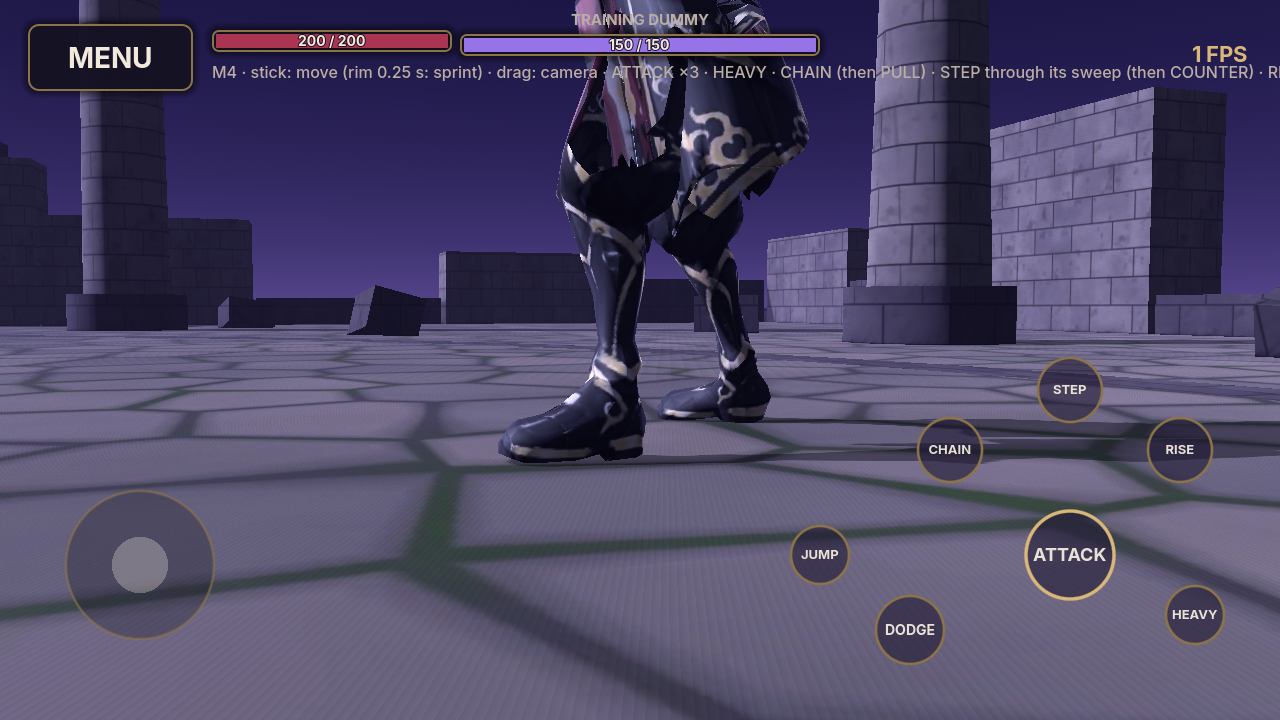 TRAINING DUMMY
MENU
200 / 200
150 / 150
1 FPS
M4 · stick: move (rim 0.25 s: sprint) · drag: camera · ATTACK ×3 · HEAVY · CHAIN (then PULL) · STEP through its sweep (then COUNTER) ·
STEP
CHAIN
RISE
JUMP
ATTACK
DODGE
HEAVY